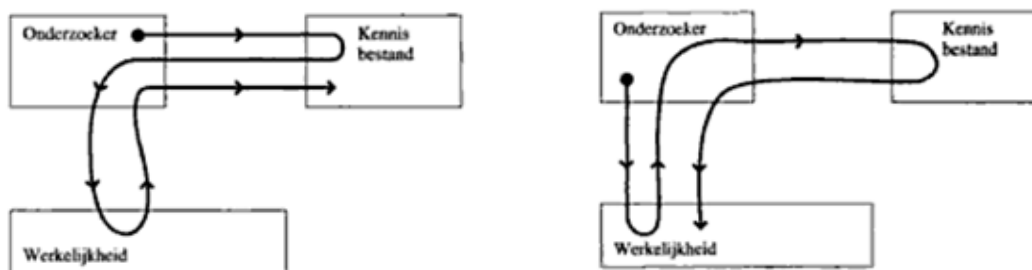 Onderzoeker
Kennis
bestand
Werkelijkheid
Onderzoeker
Kennis
bestand
Werkelijkheid